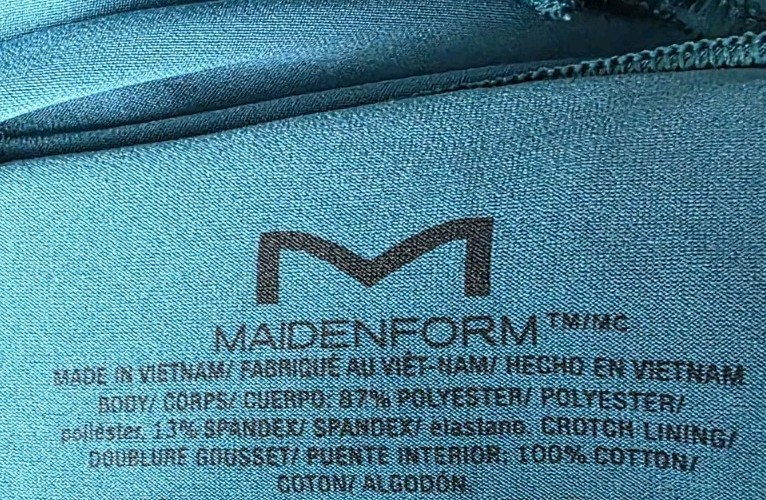 MAIDENFORM™/MC
MADE IN VIETNAM/ FABRIQUÉ AU VIÊT-NAM/ HECHO EN VIETNAM
BODY/ CORPS/ CUERPO: 87% POLYESTER/ POLYESTER/
poliéster, 13% SPANDEX/ SPANDEX/ elastano. CROTCH LINING/
DOUBLURE GOUSSET/ PUENTE INTERIOR: 100% COTTON/
COTON/ ALGODÓN.